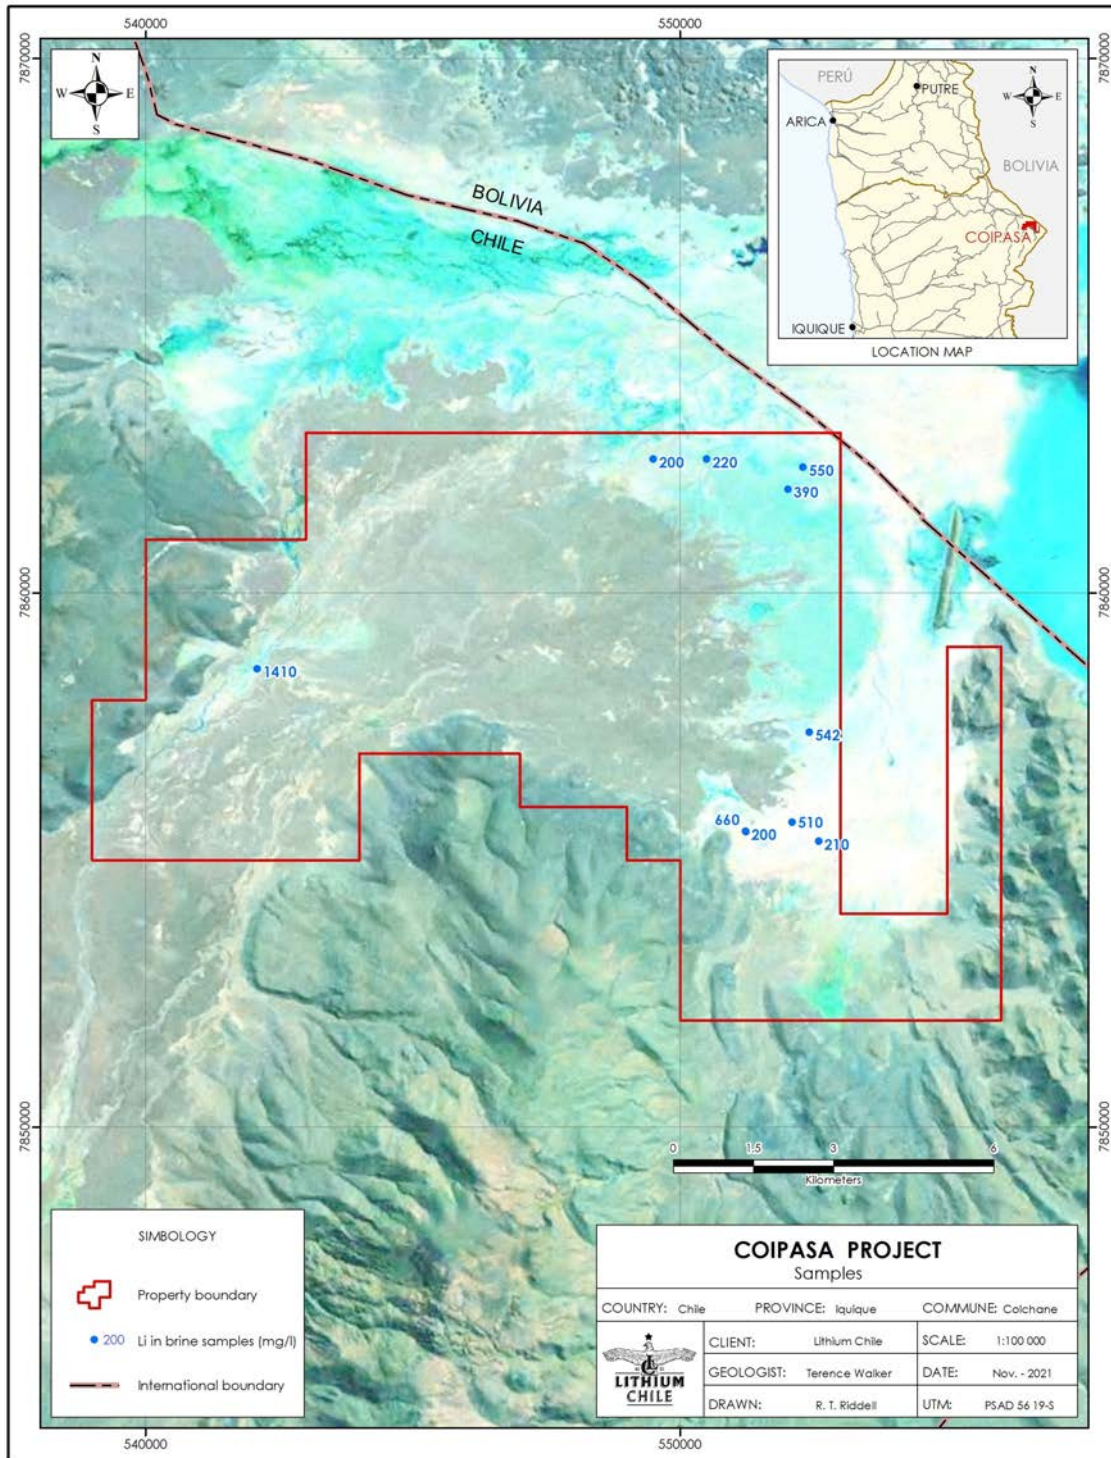 540000
550000
7870000
7870000
N
W
E
S
BOLIVIA
CHILE
PERÚ
PUTRE
ARICA
BOLIVIA
COIPASA
IQUIQUE
N
W
E
S
LOCATION MAP
200
220
550
390
7860000
7860000
1410
542
660
200
510
210
7850000
7850000
0
1.5
3
6
Kilometers
SIMBOLOGY
Property boundary
200 Li in brine samples (mg/l)
International boundary
COIPASA PROJECT
Samples
COUNTRY: Chile PROVINCE: Iquique COMMUNE: Colchane
LITHIUM
CHILE
CLIENT: Lithium Chile SCALE: 1:100 000
GEOLOGIST: Terence Walker DATE: Nov. - 2021
DRAWN: R. T. Riddell UTM: PSAD 56 19-S
540000
550000